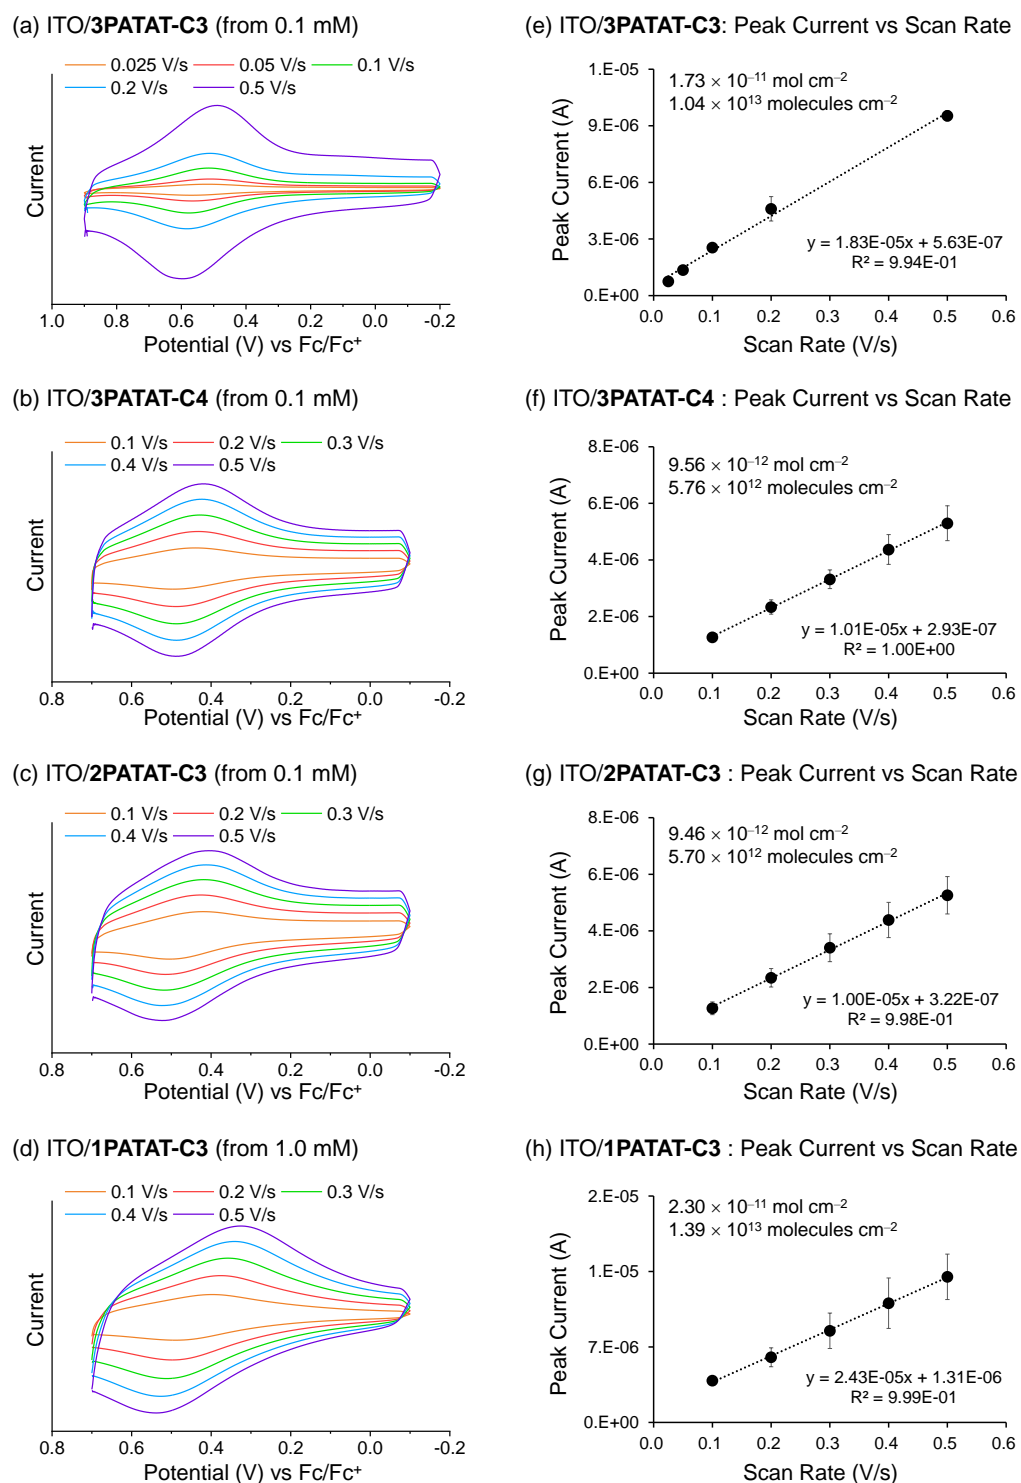 (a) ITO/3PATAT-C3 (from 0.1 mM)
0.025 V/s 0.05 V/s 0.1 V/s
0.2 V/s 0.5 V/s
Current
1.0 0.8 0.6 0.4 0.2 0.0 -0.2
Potential (V) vs Fc/Fc⁺
(e) ITO/3PATAT-C3: Peak Current vs Scan Rate
1.73 × 10⁻¹¹ mol cm⁻²
1.04 × 10¹³ molecules cm⁻²
Peak Current (A)
1.E-05
9.E-06
6.E-06
3.E-06
0.E+00
y = 1.83E-05x + 5.63E-07
R² = 9.94E-01
0.0 0.1 0.2 0.3 0.4 0.5 0.6
Scan Rate (V/s)
(b) ITO/3PATAT-C4 (from 0.1 mM)
0.1 V/s 0.2 V/s 0.3 V/s
0.4 V/s 0.5 V/s
Current
0.8 0.6 0.4 0.2 0.0 -0.2
Potential (V) vs Fc/Fc⁺
(f) ITO/3PATAT-C4 : Peak Current vs Scan Rate
9.56 × 10⁻¹² mol cm⁻²
5.76 × 10¹² molecules cm⁻²
Peak Current (A)
8.E-06
6.E-06
4.E-06
2.E-06
0.E+00
y = 1.01E-05x + 2.93E-07
R² = 1.00E+00
0.0 0.1 0.2 0.3 0.4 0.5 0.6
Scan Rate (V/s)
(c) ITO/2PATAT-C3 (from 0.1 mM)
0.1 V/s 0.2 V/s 0.3 V/s
0.4 V/s 0.5 V/s
Current
0.8 0.6 0.4 0.2 0.0 -0.2
Potential (V) vs Fc/Fc⁺
(g) ITO/2PATAT-C3 : Peak Current vs Scan Rate
9.46 × 10⁻¹² mol cm⁻²
5.70 × 10¹² molecules cm⁻²
Peak Current (A)
8.E-06
6.E-06
4.E-06
2.E-06
0.E+00
y = 1.00E-05x + 3.22E-07
R² = 9.98E-01
0.0 0.1 0.2 0.3 0.4 0.5 0.6
Scan Rate (V/s)
(d) ITO/1PATAT-C3 (from 1.0 mM)
0.1 V/s 0.2 V/s 0.3 V/s
0.4 V/s 0.5 V/s
Current
0.8 0.6 0.4 0.2 0.0 -0.2
Potential (V) vs Fc/Fc⁺
(h) ITO/1PATAT-C3 : Peak Current vs Scan Rate
2.30 × 10⁻¹¹ mol cm⁻²
1.39 × 10¹³ molecules cm⁻²
Peak Current (A)
2.E-05
1.E-05
7.E-06
0.E+00
y = 2.43E-05x + 1.31E-06
R² = 9.99E-01
0.0 0.1 0.2 0.3 0.4 0.5 0.6
Scan Rate (V/s)